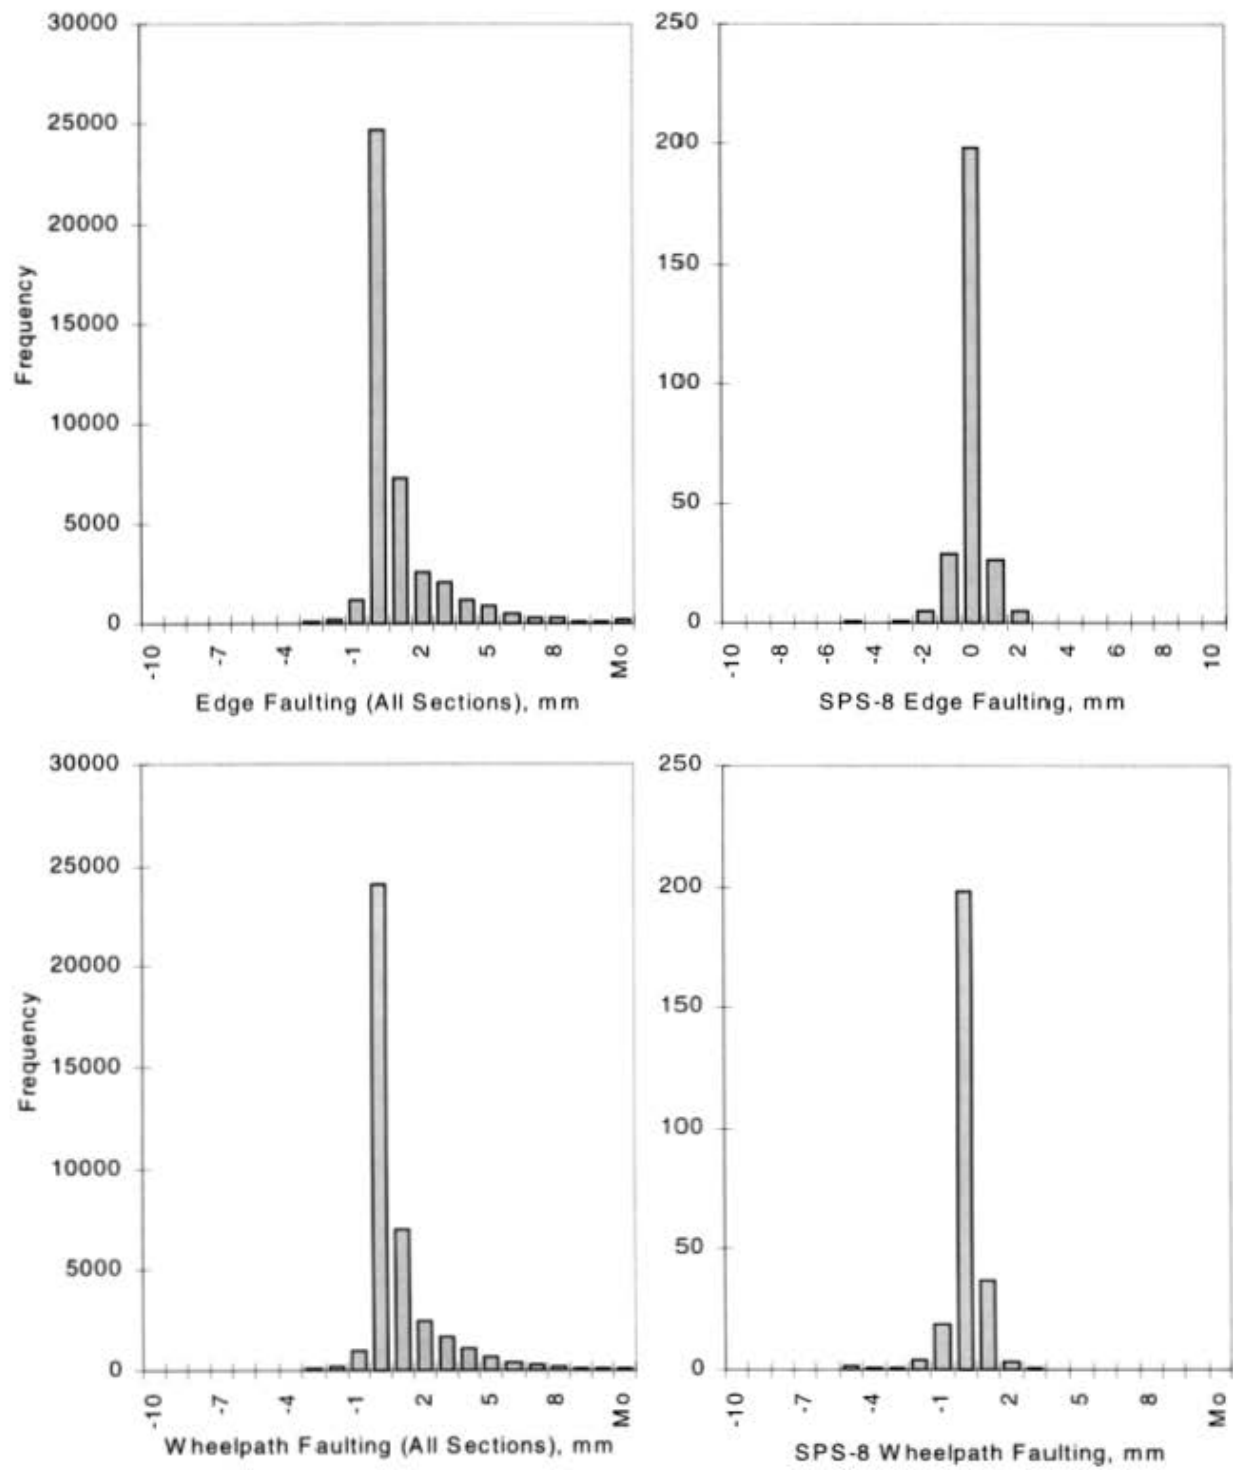 30000
25000
20000
15000
10000
5000
0
Frequency
-10 -7 -4 -1 2 5 8 Mo
Edge Faulting (All Sections), mm
250
200
150
100
50
0
-10 -8 -6 -4 -2 0 2 4 6 8 10
SPS-8 Edge Faulting, mm
30000
25000
20000
15000
10000
5000
0
Frequency
-10 -7 -4 -1 2 5 8 Mo
Wheelpath Faulting (All Sections), mm
250
200
150
100
50
0
-10 -7 -4 -1 2 5 8 Mo
SPS-8 Wheelpath Faulting, mm